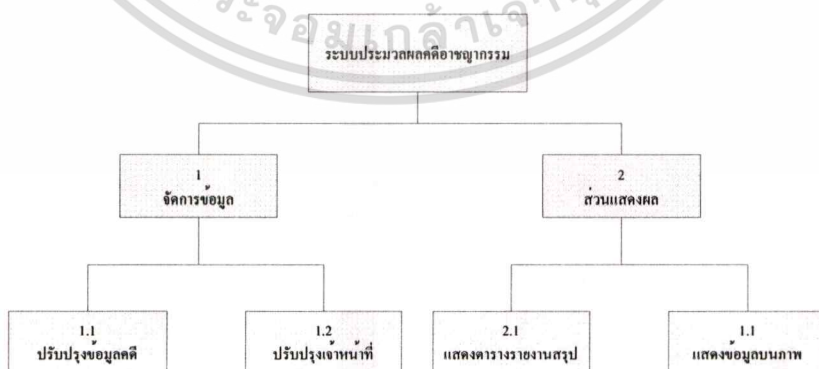 ระบบประมวลผลคดีอาชญากรรม
1
จัดการข้อมูล
2
ส่วนแสดงผล
1.1
ปรับปรุงข้อมูลคดี
1.2
ปรับปรุงเจ้าหน้าที่
2.1
แสดงตารางรายงานสรุป
1.1
แสดงข้อมูลบนภาพ